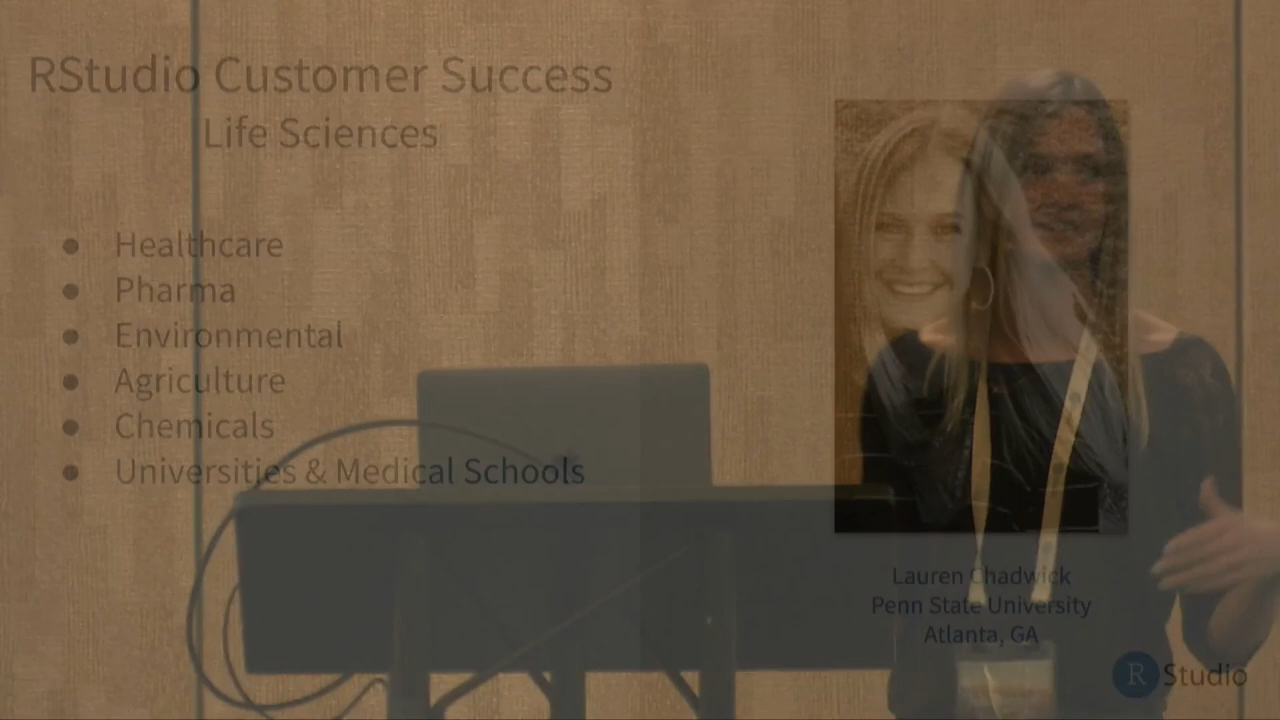 RStudio Customer Success
Life Sciences
Healthcare
Pharma
Environmental
Agriculture
Chemicals
Universities & Medical Schools
Lauren Chadwick
Penn State University
Atlanta, GA
R Studio